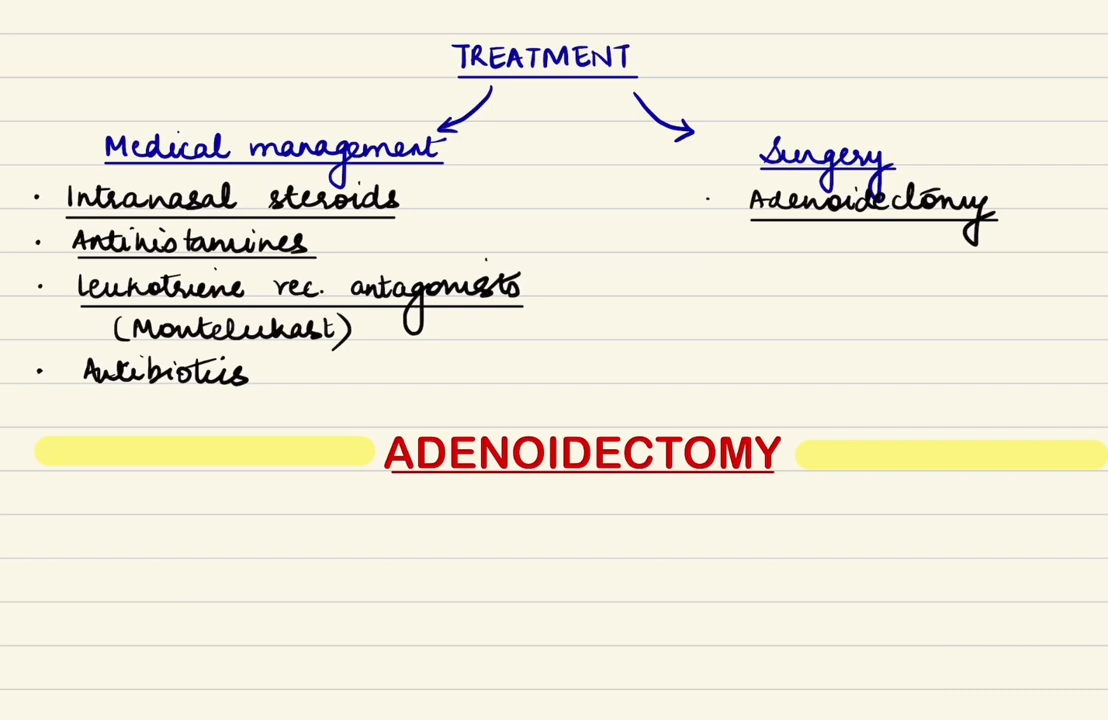 TREATMENT
Medical management
· Intranasal steroids
· Antihistamines
· Leukotriene rec. antagonists
(Montelukast)
· Antibiotics
Surgery
· Adenoidectomy
ADENOIDECTOMY